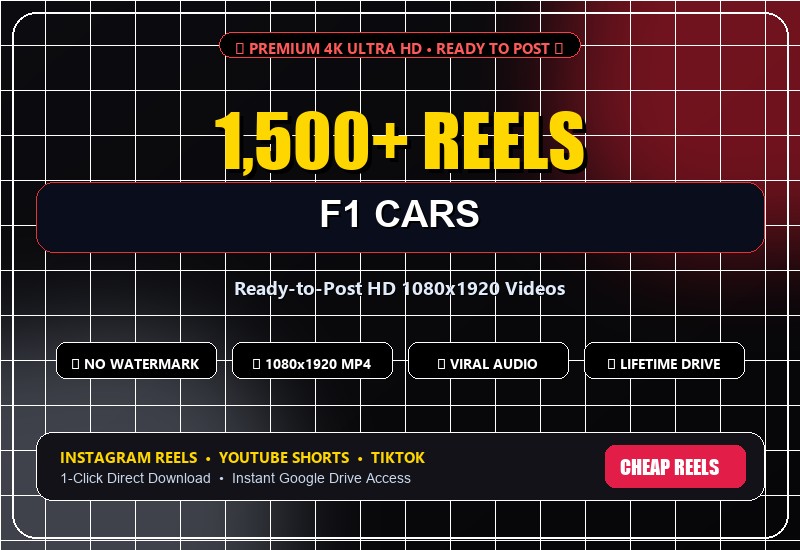 PREMIUM 4K ULTRA HD • READY TO POST
1,500+ REELS
F1 CARS
Ready-to-Post HD 1080x1920 Videos
NO WATERMARK
1080x1920 MP4
VIRAL AUDIO
LIFETIME DRIVE
INSTAGRAM REELS • YOUTUBE SHORTS • TIKTOK
1-Click Direct Download • Instant Google Drive Access
CHEAP REELS